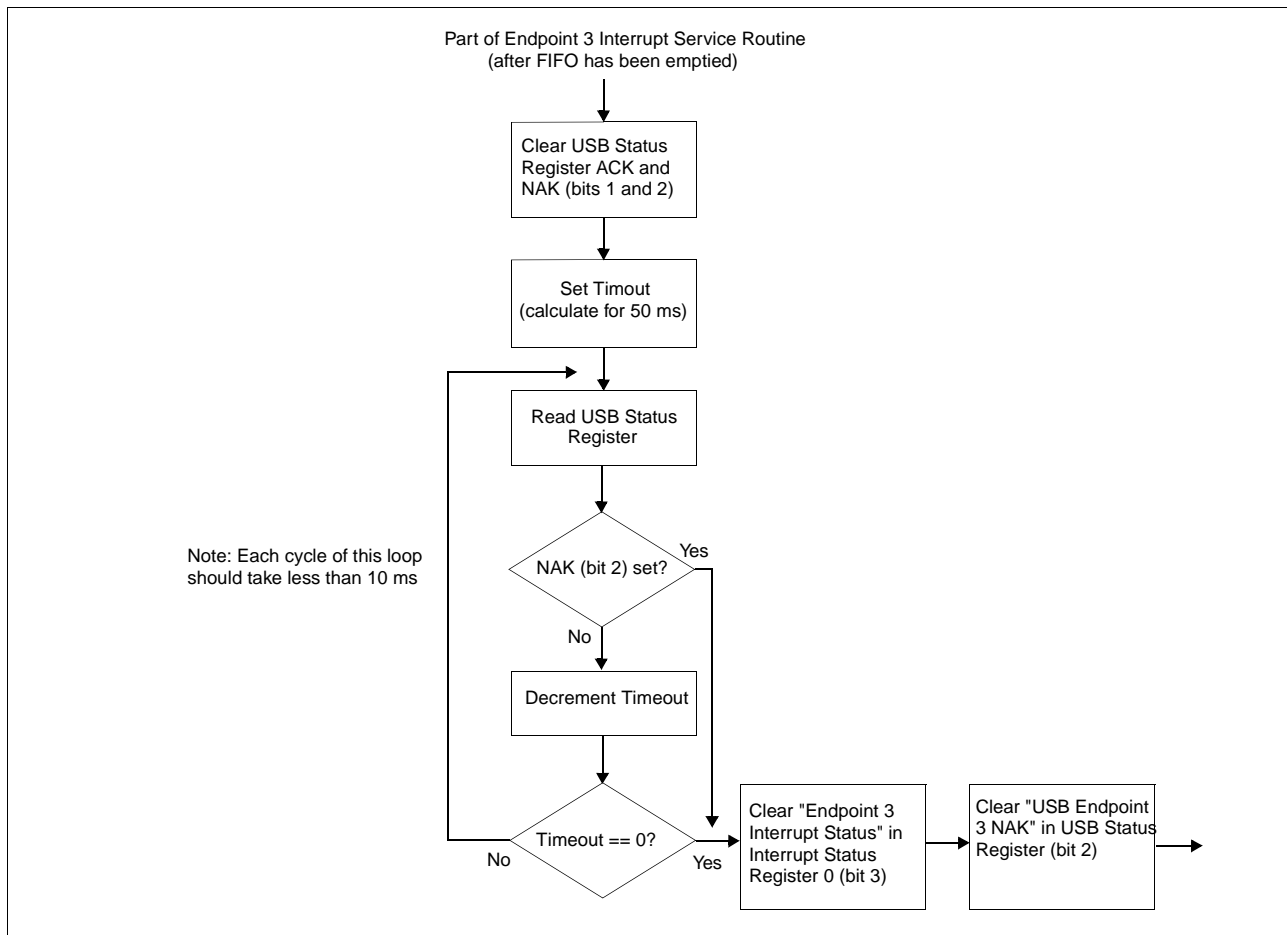 Part of Endpoint 3 Interrupt Service Routine
(after FIFO has been emptied)
Clear USB Status
Register ACK and
NAK (bits 1 and 2)
Set Timout
(calculate for 50 ms)
Read USB Status
Register
Note: Each cycle of this loop
should take less than 10 ms
NAK (bit 2) set?
Yes
No
Decrement Timeout
Timeout == 0?
No
Yes
Clear "Endpoint 3
Interrupt Status" in
Interrupt Status
Register 0 (bit 3)
Clear "USB Endpoint
3 NAK" in USB Status
Register (bit 2)